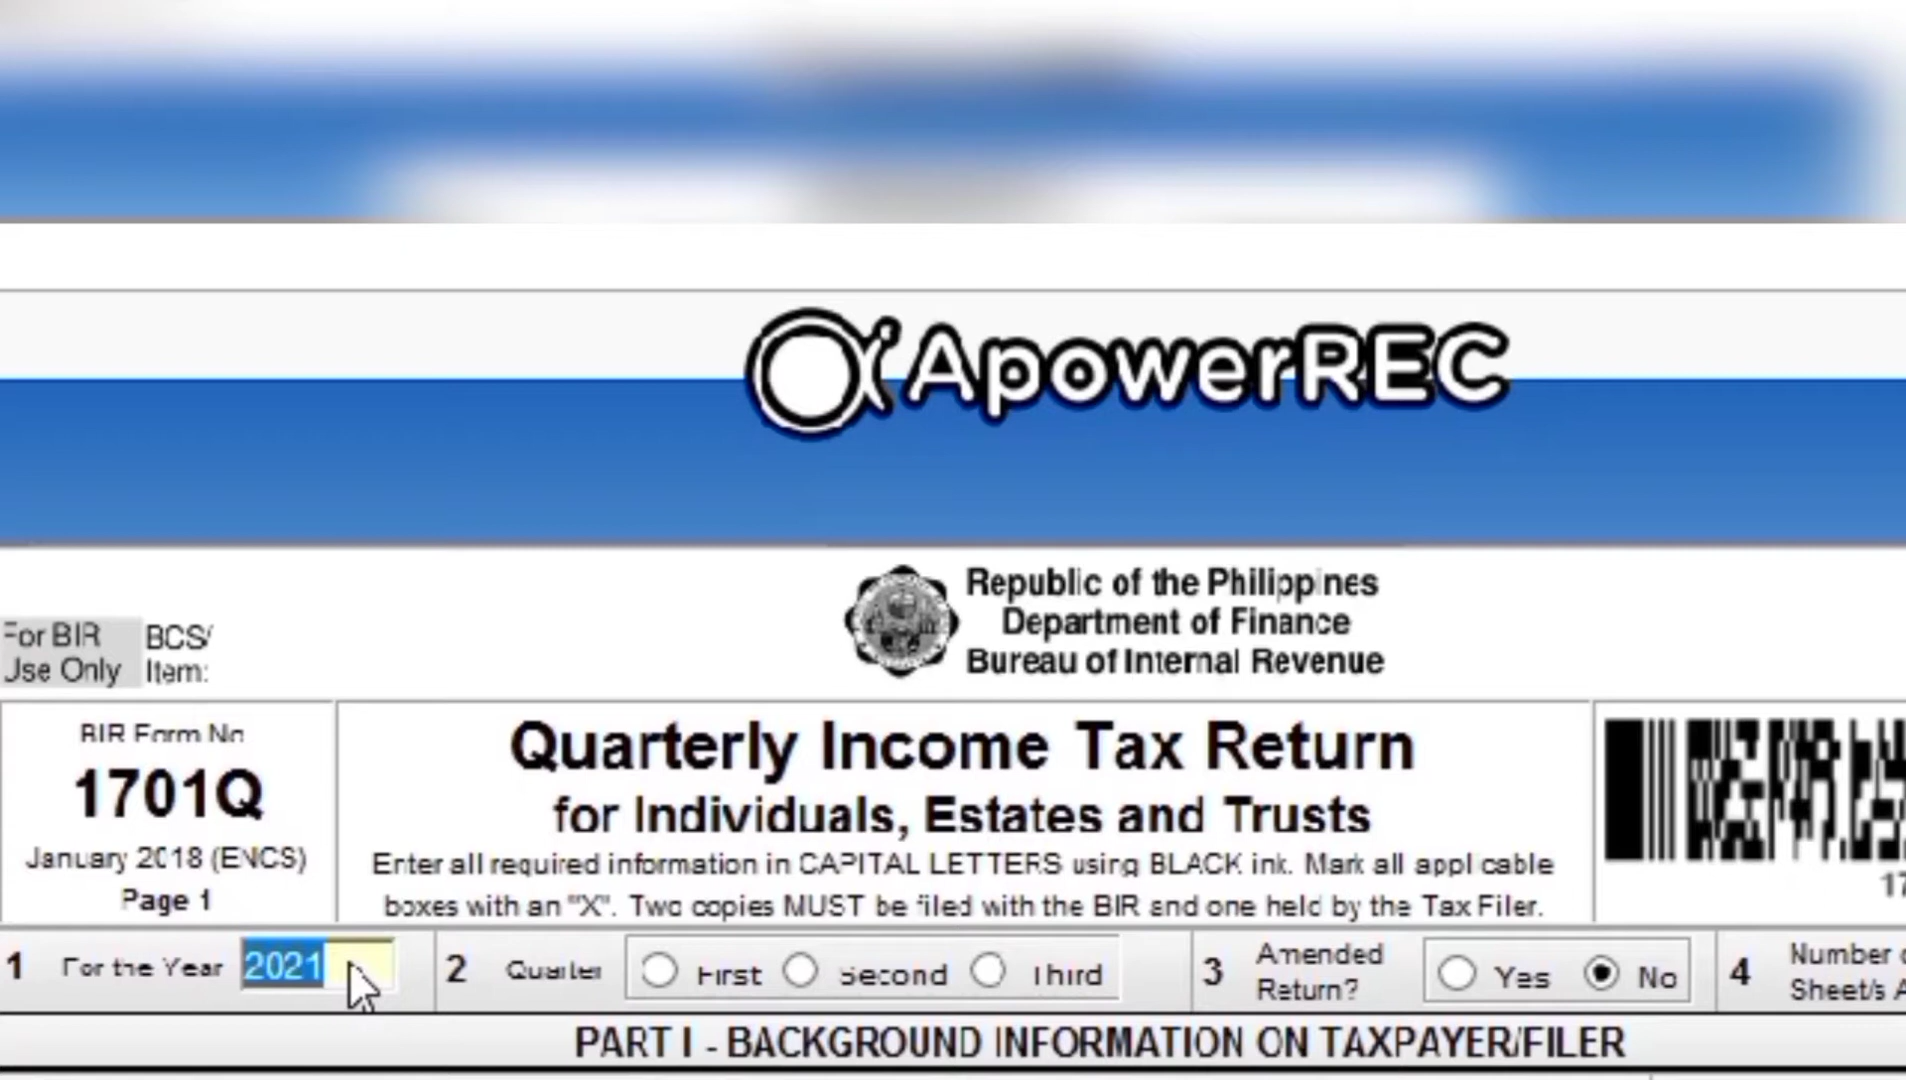 ApowerREC
For BIR
Use Only
BCS/
Item:
Republic of the Philippines
Department of Finance
Bureau of Internal Revenue
BIR Form No
1701Q
January 2018 (ENCS)
Page 1
Quarterly Income Tax Return
for Individuals, Estates and Trusts
Enter all required information in CAPITAL LETTERS using BLACK ink. Mark all applicable
boxes with an "X". Two copies MUST be filed with the BIR and one held by the Tax Filer.
17
1 For the Year 2021
2 Quarter First Second Third
3 Amended
Return? Yes No
4 Number
Sheet/s A
PART I - BACKGROUND INFORMATION ON TAXPAYER/FILER